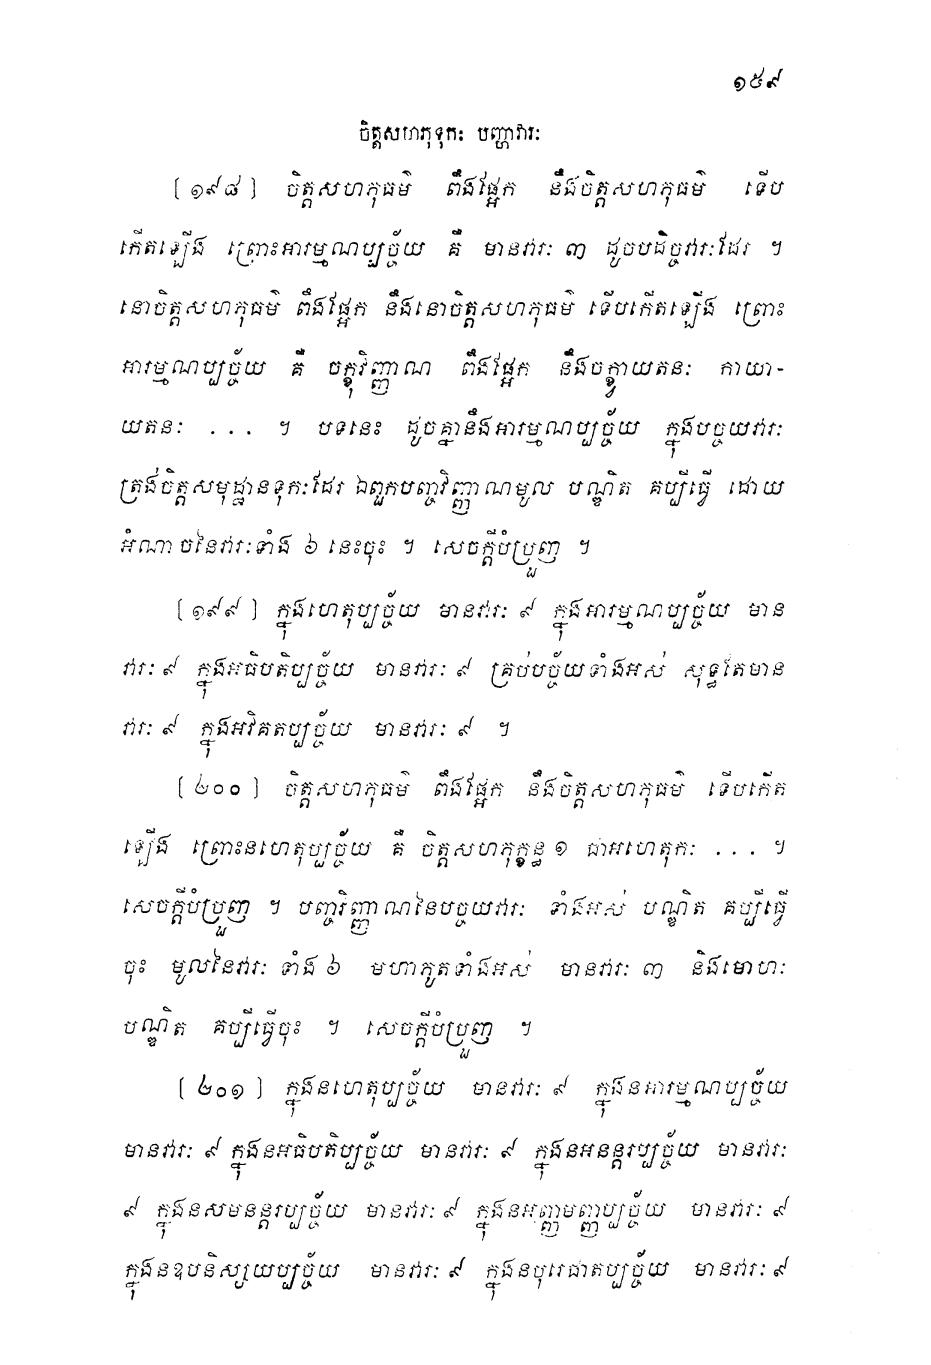 ១៥៩
ចិត្តសហភុទុកៈ បញ្ហាវារៈ
[១៩៨] ចិត្តសហភុធម៌ ពឹងផ្អែក នឹងចិត្តសហភុធម៌ ទើប
កើតឡើង ព្រោះអារម្មណប្បច្ច័យ គឺ មានវារៈ ៣ ដូចបដិច្ចវារៈដែរ ។
នោចិត្តសហភុធម៌ ពឹងផ្អែក នឹងនោចិត្តសហភុធម៌ ទើបកើតឡើង ព្រោះ
អារម្មណប្បច្ច័យ គឺ ចក្ខុវិញ្ញាណ ពឹងផ្អែក នឹងចក្ខ្វាយតនៈ កាយា-
យតនៈ ... ។ បទនេះ ដូចគ្នានឹងអារម្មណប្បច្ច័យ ក្នុងបច្ចយវារៈ
ត្រង់ចិត្តសមុដ្ឋានទុកៈដែរ ឯពួកបញ្ចវិញ្ញាណមូល បណ្ឌិត គប្បីធ្វើ ដោយ
អំណាចនៃវារៈទាំង ៦ នេះចុះ ។ សេចក្តីបំប្រួញ ។
[១៩៩] ក្នុងហេតុប្បច្ច័យ មានវារៈ ៩ ក្នុងអារម្មណប្បច្ច័យ មាន
វារៈ ៩ ក្នុងអធិបតិប្បច្ច័យ មានវារៈ ៩ គ្រប់បច្ច័យទាំងអស់ សុទ្ធតែមាន
វារៈ ៩ ក្នុងអវិគតប្បច្ច័យ មានវារៈ ៩ ។
[២០០] ចិត្តសហភុធម៌ ពឹងផ្អែក នឹងចិត្តសហភុធម៌ ទើបកើត
ឡើង ព្រោះនហេតុប្បច្ច័យ គឺ ចិត្តសហភុក្ខន្ធ ១ ជាអហេតុកៈ ... ។
សេចក្តីបំប្រួញ ។ បញ្ចវិញ្ញាណនៃបច្ចយវារៈ ទាំងអស់ បណ្ឌិត គប្បីធ្វើ
ចុះ មូលនៃវារៈ ទាំង ៦ មហាភូតទាំងអស់ មានវារៈ ៣ និងមោហៈ
បណ្ឌិត គប្បីធ្វើចុះ ។ សេចក្តីបំប្រួញ ។
[២០១] ក្នុងនហេតុប្បច្ច័យ មានវារៈ ៩ ក្នុងនអារម្មណប្បច្ច័យ
មានវារៈ ៩ ក្នុងនអធិបតិប្បច្ច័យ មានវារៈ ៩ ក្នុងនអនន្តរប្បច្ច័យ មានវារៈ
៩ ក្នុងនសមនន្តរប្បច្ច័យ មានវារៈ ៩ ក្នុងនអញ្ញមញ្ញប្បច្ច័យ មានវារៈ ៩
ក្នុងនឧបនិស្សយប្បច្ច័យ មានវារៈ ៩ ក្នុងនបុរេជាតប្បច្ច័យ មានវារៈ ៩